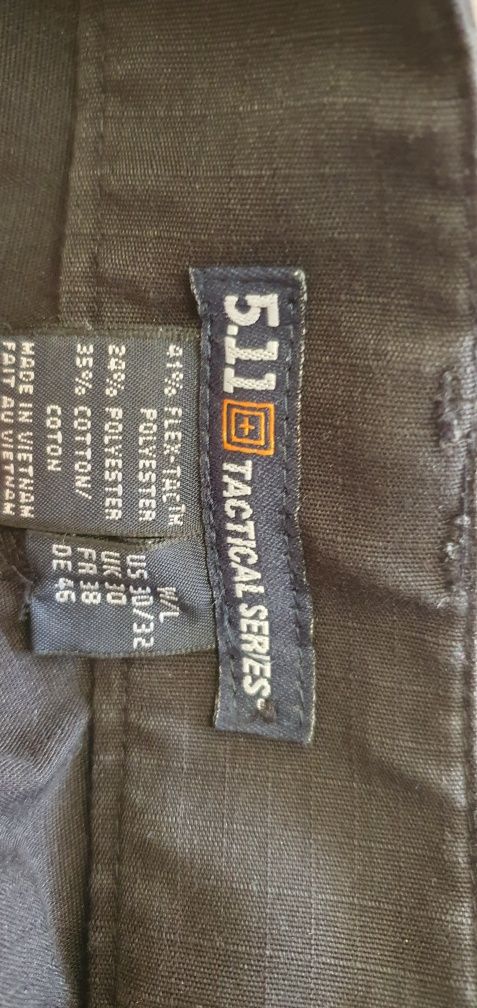 5.11 TACTICAL SERIES®
41% FLEX-TAC™
POLYESTER
24% POLYESTER
35% COTTON/
COTON
MADE IN VIETNAM
FAIT AU VIETNAM
W/L
US 30/32
UK 30
FR 38
DE 46